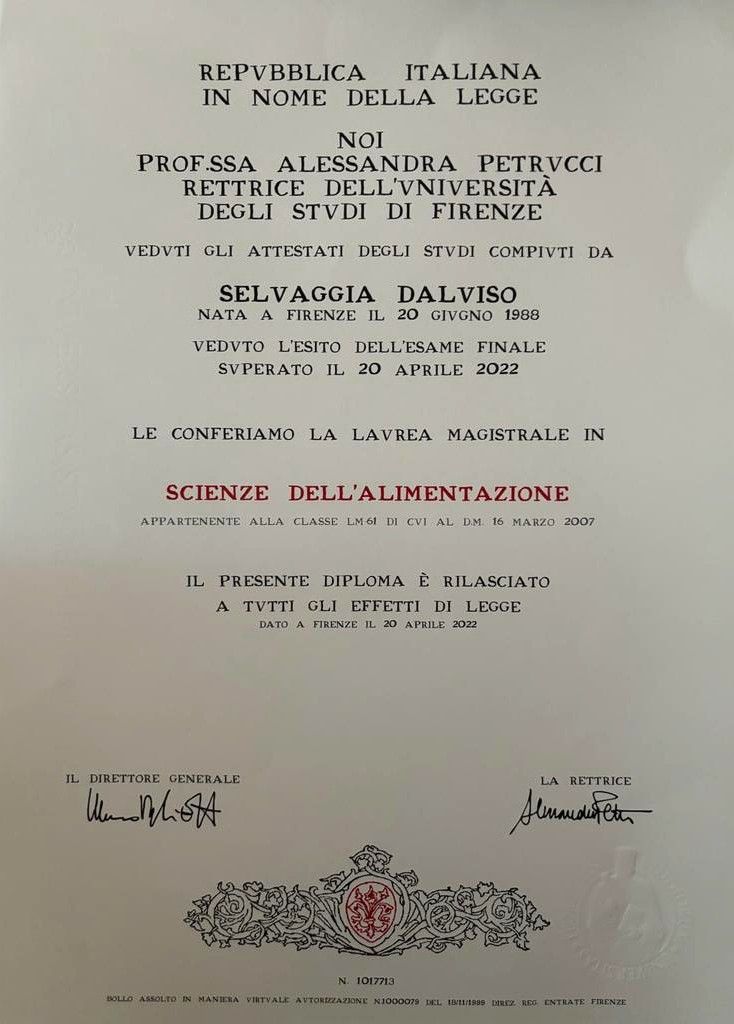 REPVBBLICA ITALIANA
IN NOME DELLA LEGGE
NOI
PROF.SSA ALESSANDRA PETRVCCI
RETTRICE DELL'VNIVERSITÀ
DEGLI STVDI DI FIRENZE
VEDVTI GLI ATTESTATI DEGLI STVDI COMPIVTI DA
SELVAGGIA DALVISO
NATA A FIRENZE IL 20 GIVGNO 1988
VEDVTO L'ESITO DELL'ESAME FINALE
SVPERATO IL 20 APRILE 2022
LE CONFERIAMO LA LAVREA MAGISTRALE IN
SCIENZE DELL'ALIMENTAZIONE
APPARTENENTE ALLA CLASSE LM-61 DI CVI AL D.M. 16 MARZO 2007
IL PRESENTE DIPLOMA È RILASCIATO
A TVTTI GLI EFFETTI DI LEGGE
DATO A FIRENZE IL 20 APRILE 2022
IL DIRETTORE GENERALE
LA RETTRICE
N. 1017713
BOLLO ASSOLTO IN MANIERA VIRTVALE AVTORIZZAZIONE N.1000079 DEL 18/11/1999 DIREZ. REG. ENTRATE FIRENZE